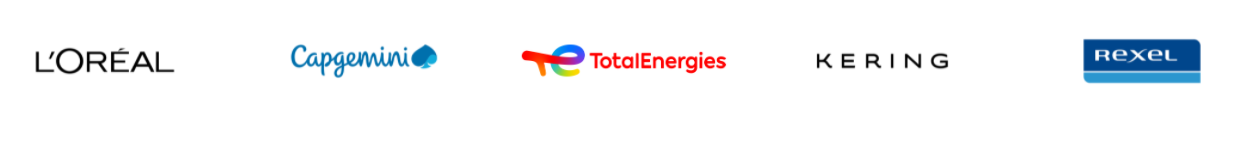 L'ORÉAL
Capgemini
TotalEnergies
KERING
REXEL